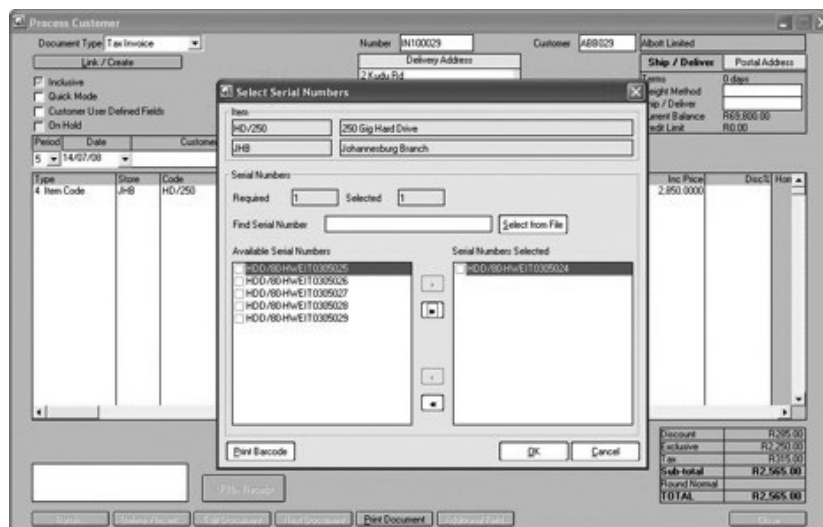 Process Customer
Document Type Tax Invoice
Number IN100029
Customer ABB029
Albott Limited
Link / Create
Delivery Address
Ship / Deliver
Postal Address
2 Kudu Rd
Terms 0 days
Inclusive
Quick Mode
Customer User Defined Fields
On Hold
Current Balance R69,800.00
Credit Limit R0.00
Period Date Customer
5 14/07/08
Type Store Code Inc Price Disc%
4 Item Code JHB HD/250 2,850.0000
Select Serial Numbers
Item
HD/250 250 Gig Hard Drive
JHB Johannesburg Branch
Serial Numbers
Required 1 Selected 1
Find Serial Number
Select from File
Available Serial Numbers
Serial Numbers Selected
HDD/80-HWEIT0305025
HDD/80-HWEIT0305024
HDD/80-HWEIT0305026
HDD/80-HWEIT0305027
HDD/80-HWEIT0305028
HDD/80-HWEIT0305029
Print Barcode
OK
Cancel
Discount R285.00
Exclusive R2,250.00
Tax R315.00
Sub-total R2,565.00
Round Normal
TOTAL R2,565.00
Print Document
Close